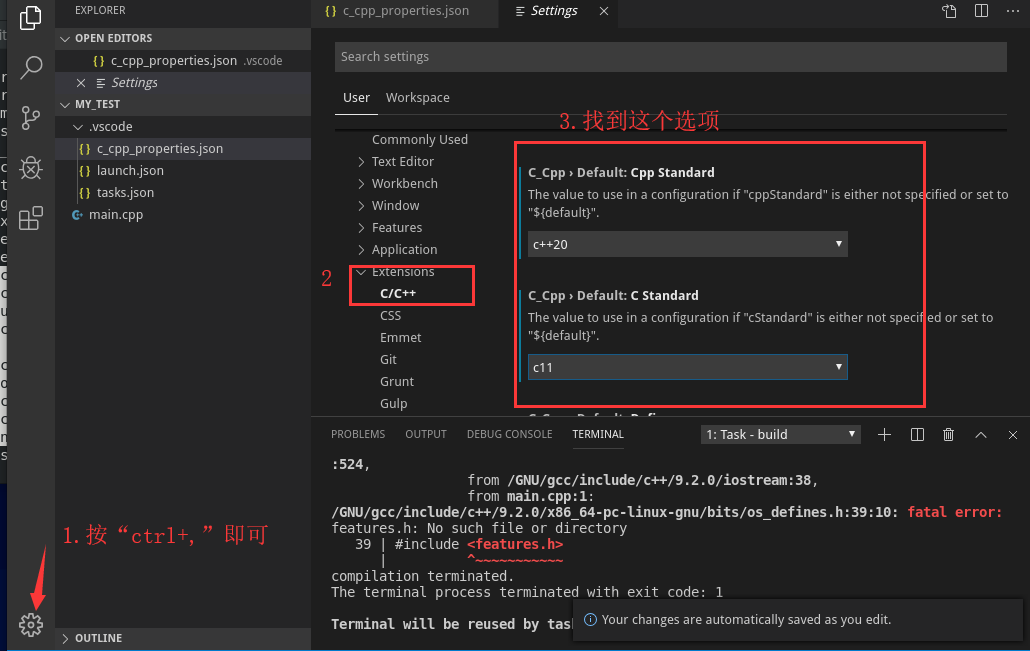 EXPLORER
OPEN EDITORS
{} c_cpp_properties.json .vscode
Settings
MY_TEST
.vscode
{} c_cpp_properties.json
{} launch.json
{} tasks.json
main.cpp
1.按“ctrl+,”即可
OUTLINE
{} c_cpp_properties.json
Settings
Search settings
User Workspace
3.找到这个选项
Commonly Used
Text Editor
Workbench
Window
Features
Application
Extensions
2
C/C++
CSS
Emmet
Git
Grunt
Gulp
C_Cpp › Default: Cpp Standard
The value to use in a configuration if "cppStandard" is either not specified or set to
"${default}".
c++20
C_Cpp › Default: C Standard
The value to use in a configuration if "cStandard" is either not specified or set to
"${default}".
c11
PROBLEMS OUTPUT DEBUG CONSOLE TERMINAL 1: Task - build
:524,
from /GNU/gcc/include/c++/9.2.0/iostream:38,
from main.cpp:1:
/GNU/gcc/include/c++/9.2.0/x86_64-pc-linux-gnu/bits/os_defines.h:39:10: fatal error:
features.h: No such file or directory
39 | #include <features.h>
| ^~~~~~~~~~~~
compilation terminated.
The terminal process terminated with exit code: 1
Terminal will be reused by
Your changes are automatically saved as you edit.